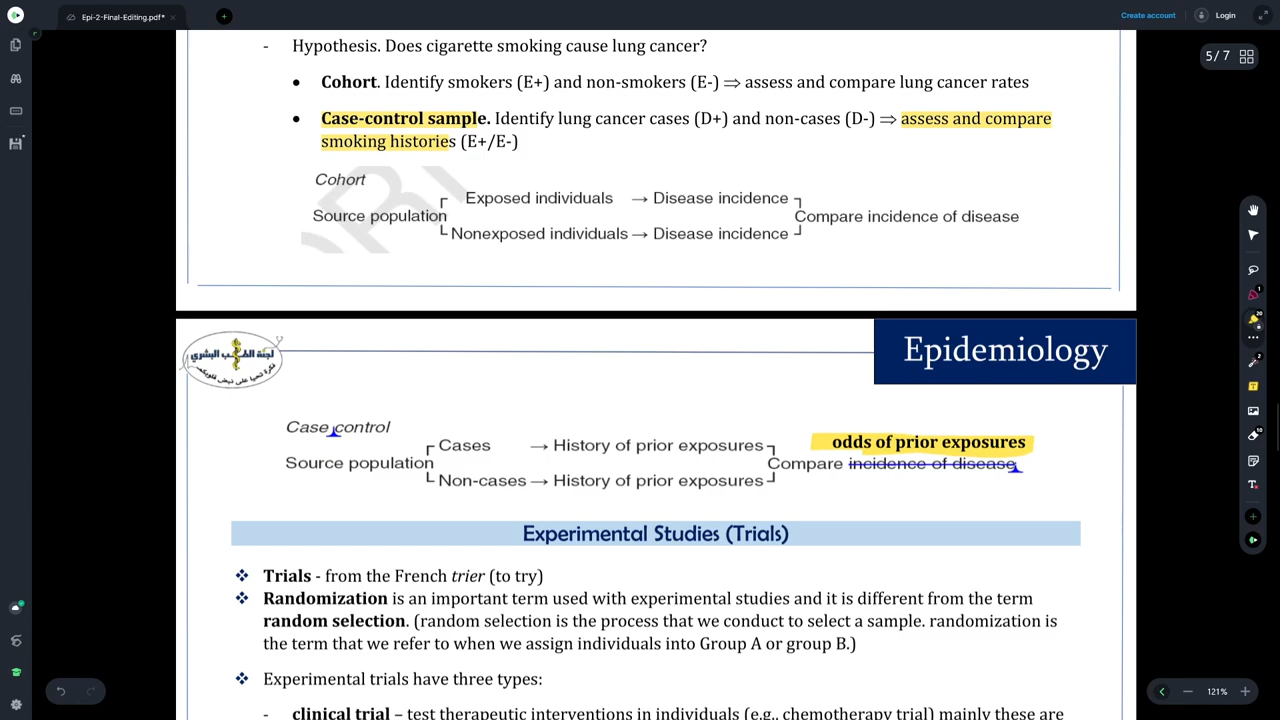 Epi-2-Final-Editing.pdf*
Create account
Login
5/ 7
- Hypothesis. Does cigarette smoking cause lung cancer?
• Cohort. Identify smokers (E+) and non-smokers (E-) ⇒ assess and compare lung cancer rates
• Case-control sample. Identify lung cancer cases (D+) and non-cases (D-) ⇒ assess and compare
smoking histories (E+/E-)
Cohort
Exposed individuals → Disease incidence
Source population
Compare incidence of disease
Nonexposed individuals → Disease incidence
لجنة الطب البشري
فكرة تحيا على نبض قلوبكم
Epidemiology
Case control
odds of prior exposures
Cases → History of prior exposures
Source population
Compare incidence of disease
Non-cases → History of prior exposures
Experimental Studies (Trials)
❖ Trials - from the French trier (to try)
❖ Randomization is an important term used with experimental studies and it is different from the term
random selection. (random selection is the process that we conduct to select a sample. randomization is
the term that we refer to when we assign individuals into Group A or group B.)
❖ Experimental trials have three types:
- clinical trial – test therapeutic interventions in individuals (e.g., chemotherapy trial) mainly these are
121%